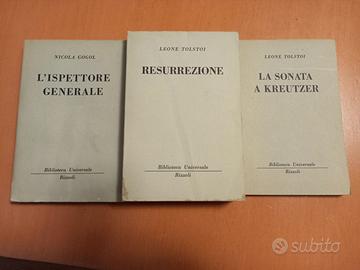 NICOLA GOGOL
L'ISPETTORE
GENERALE
Biblioteca Universale
Rizzoli
LEONE TOLSTOI
RESURREZIONE
Biblioteca Universale
Rizzoli
LEONE TOLSTOI
LA SONATA
A KREUTZER
Biblioteca Universale
Rizzoli
subito